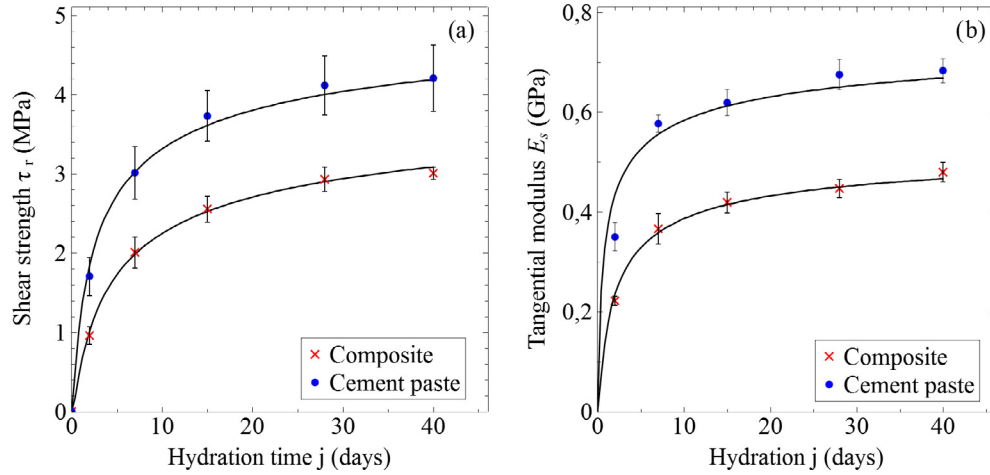 (a)
Shear strength τ r (MPa)
5
4
3
2
1
0
0 10 20 30 40
Hydration time j (days)
Composite
Cement paste
(b)
Tangential modulus Es (GPa)
0,8
0,6
0,4
0,2
0
0 10 20 30 40
Hydration j (days)
Composite
Cement paste